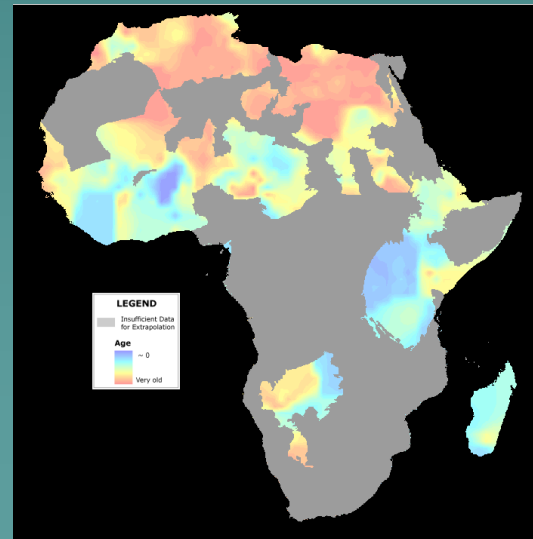 LEGEND
Insufficient Data
for Extrapolation
Age
~ 0
Very old